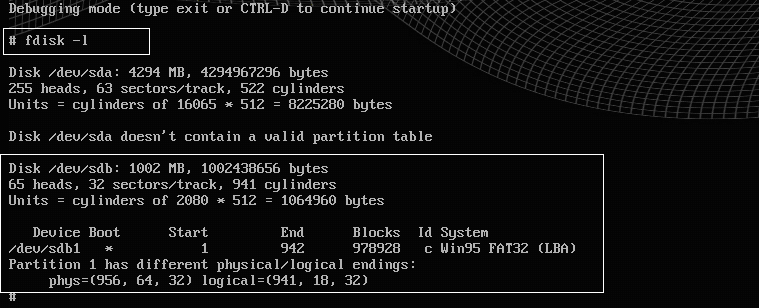 Debugging mode (type exit or CTRL-D to continue startup)
# fdisk -l
Disk /dev/sda: 4294 MB, 4294967296 bytes
255 heads, 63 sectors/track, 522 cylinders
Units = cylinders of 16065 * 512 = 8225280 bytes
Disk /dev/sda doesn't contain a valid partition table
Disk /dev/sdb: 1002 MB, 1002438656 bytes
65 heads, 32 sectors/track, 941 cylinders
Units = cylinders of 2080 * 512 = 1064960 bytes
Device Boot Start End Blocks Id System
/dev/sdb1 * 1 942 978928 c Win95 FAT32 (LBA)
Partition 1 has different physical/logical endings:
phys=(956, 64, 32) logical=(941, 18, 32)
#